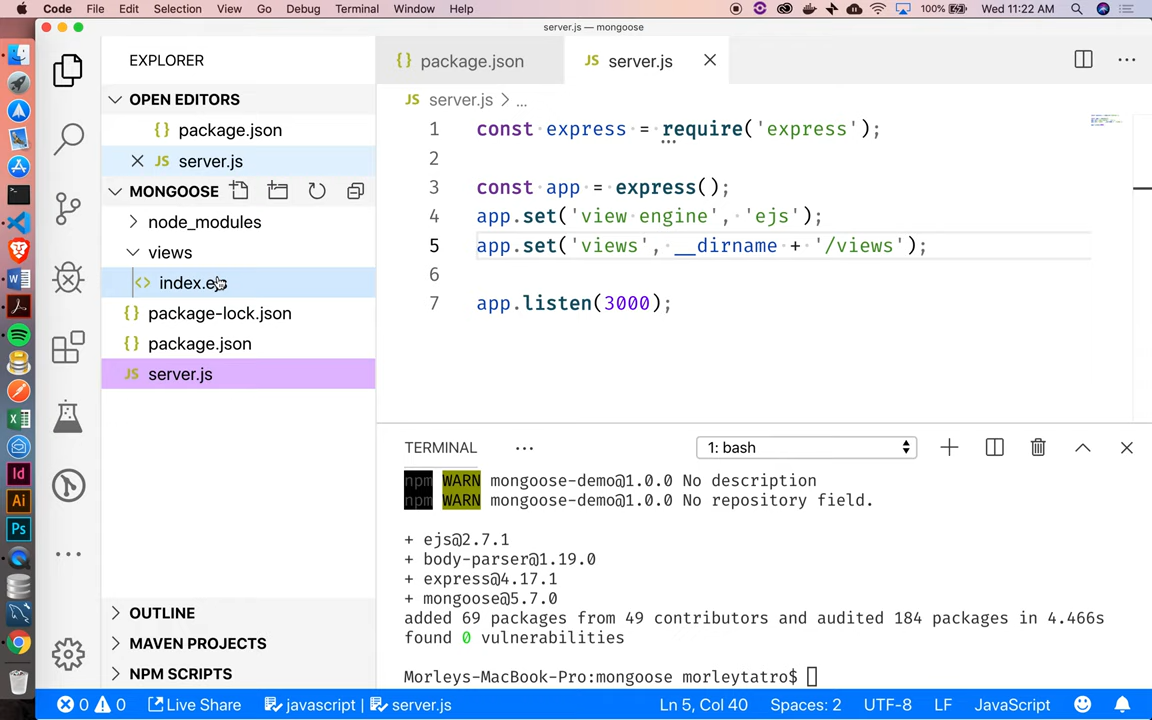 Code File Edit Selection View Go Debug Terminal Window Help 100% Wed 11:22 AM
server.js — mongoose
EXPLORER
OPEN EDITORS
{} package.json
JS server.js
MONGOOSE
node_modules
views
<> index.e
{} package-lock.json
{} package.json
JS server.js
OUTLINE
MAVEN PROJECTS
NPM SCRIPTS
{} package.json
JS server.js
JS server.js > ...
1 const express = require('express');
2
3 const app = express();
4 app.set('view engine', 'ejs');
5 app.set('views', __dirname + '/views');
6
7 app.listen(3000);
TERMINAL ... 1: bash
npm WARN mongoose-demo@1.0.0 No description
npm WARN mongoose-demo@1.0.0 No repository field.
+ ejs@2.7.1
+ body-parser@1.19.0
+ express@4.17.1
+ mongoose@5.7.0
added 69 packages from 49 contributors and audited 184 packages in 4.466s
found 0 vulnerabilities
Morleys-MacBook-Pro:mongoose morleytatro$
0 0 Live Share javascript | server.js Ln 5, Col 40 Spaces: 2 UTF-8 LF JavaScript
W
X
Id
Ai
Ps